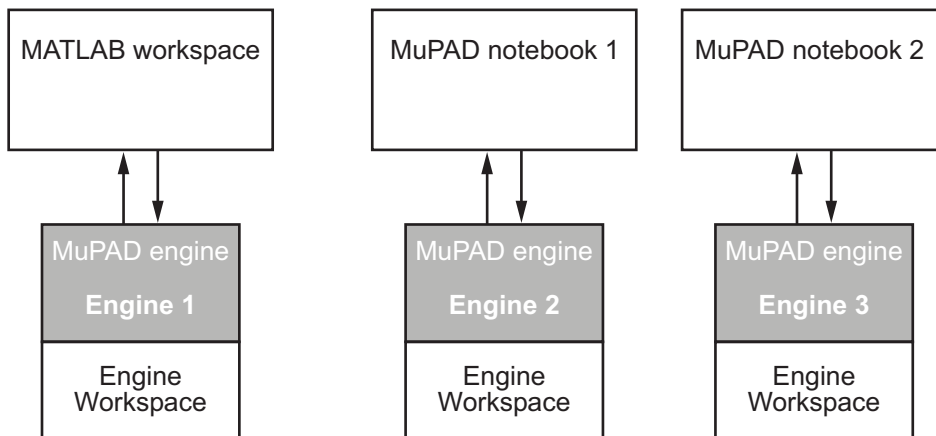 MATLAB workspace
MuPAD notebook 1
MuPAD notebook 2
MuPAD engine
Engine 1
MuPAD engine
Engine 2
MuPAD engine
Engine 3
Engine
Workspace
Engine
Workspace
Engine
Workspace